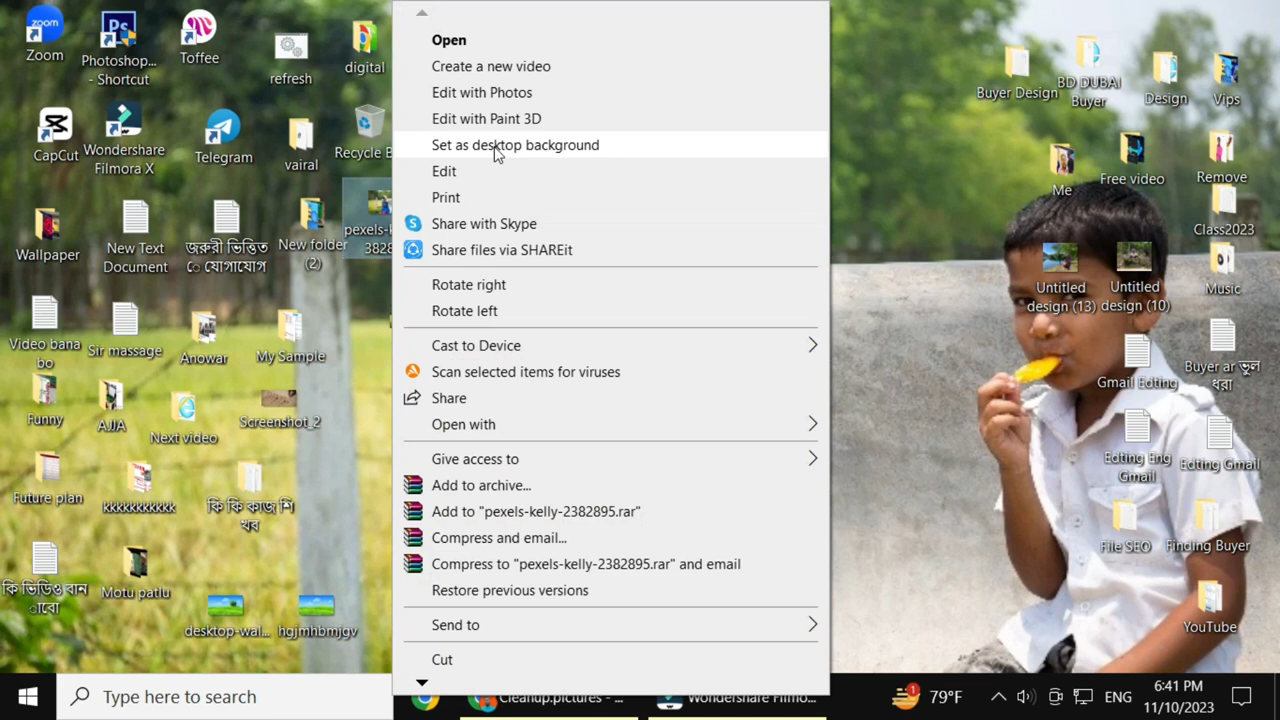 Zoom
Photoshop...
- Shortcut
Toffee
refresh
digital
CapCut
Wondershare
Filmora X
Telegram
vairal
Recycle B
Wallpaper
New Text
Document
জরুরী ভিত্তিত
ে যোগাযোগ
New folder
(2)
pexels-k
3828
Video bana
bo
Sir massage
Anowar
My Sample
Funny
AJJA
Next video
Screenshot_2
Future plan
kkkkkkkkkkk
কি কি কাজ শি
খব
কি ভিডিও বান
াবো
Motu patlu
desktop-wal...
hgjmhbmjgv
Open
Create a new video
Edit with Photos
Edit with Paint 3D
Set as desktop background
Edit
Print
Share with Skype
Share files via SHAREit
Rotate right
Rotate left
Cast to Device
Scan selected items for viruses
Share
Open with
Give access to
Add to archive...
Add to "pexels-kelly-2382895.rar"
Compress and email...
Compress to "pexels-kelly-2382895.rar" and email
Restore previous versions
Send to
Cut
Buyer Design
BD DUBAI
Buyer
Design
Vips
Me
Free video
Remove
Class2023
Untitled
design (13)
Untitled
design (10)
Music
Gmail Edting
Buyer ar ভুল
ধরা
Edting Eng
Gmail
Edting Gmail
File SEO
Finding Buyer
YouTube
Type here to search
Cleanup.pictures - ...
Wondershare Filmo...
1
79°F
ENG
6:41 PM
11/10/2023